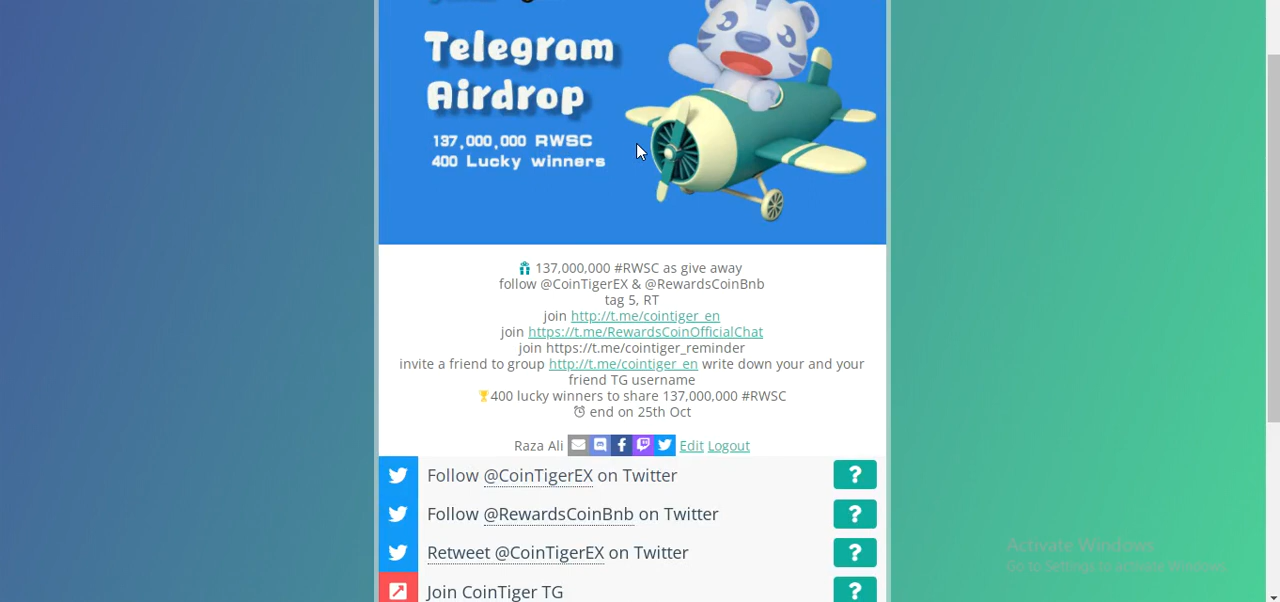 Telegram
Airdrop
137,000,000 RWSC
400 Lucky winners
137,000,000 #RWSC as give away
follow @CoinTigerEX & @RewardsCoinBnb
tag 5, RT
join http://t.me/cointiger_en
join https://t.me/RewardsCoinOfficialChat
join https://t.me/cointiger_reminder
invite a friend to group http://t.me/cointiger_en write down your and your
friend TG username
🏆400 lucky winners to share 137,000,000 #RWSC
⏰ end on 25th Oct
Raza Ali Edit Logout
Follow @CoinTigerEX on Twitter ?
Follow @RewardsCoinBnb on Twitter ?
Retweet @CoinTigerEX on Twitter ?
Join CoinTiger TG ?
Activate Windows
Go to Settings to activate Windows.